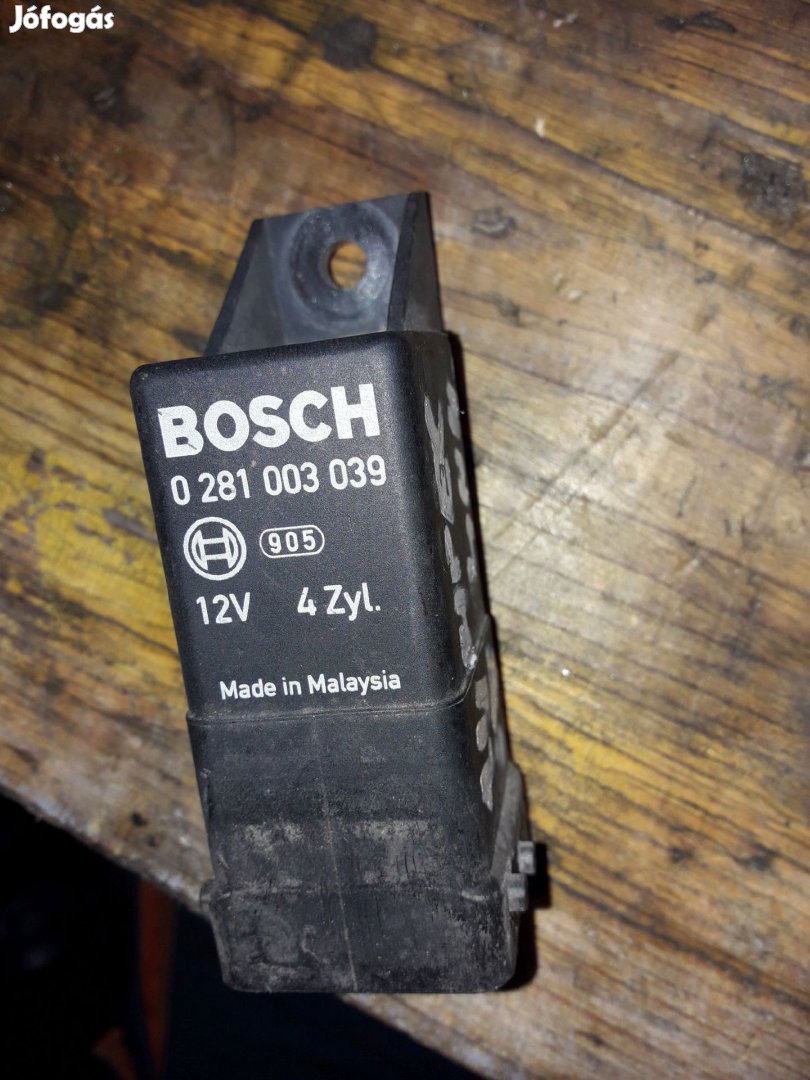 Jófogás
BOSCH
0 281 003 039
905
12V 4 Zyl.
Made in Malaysia